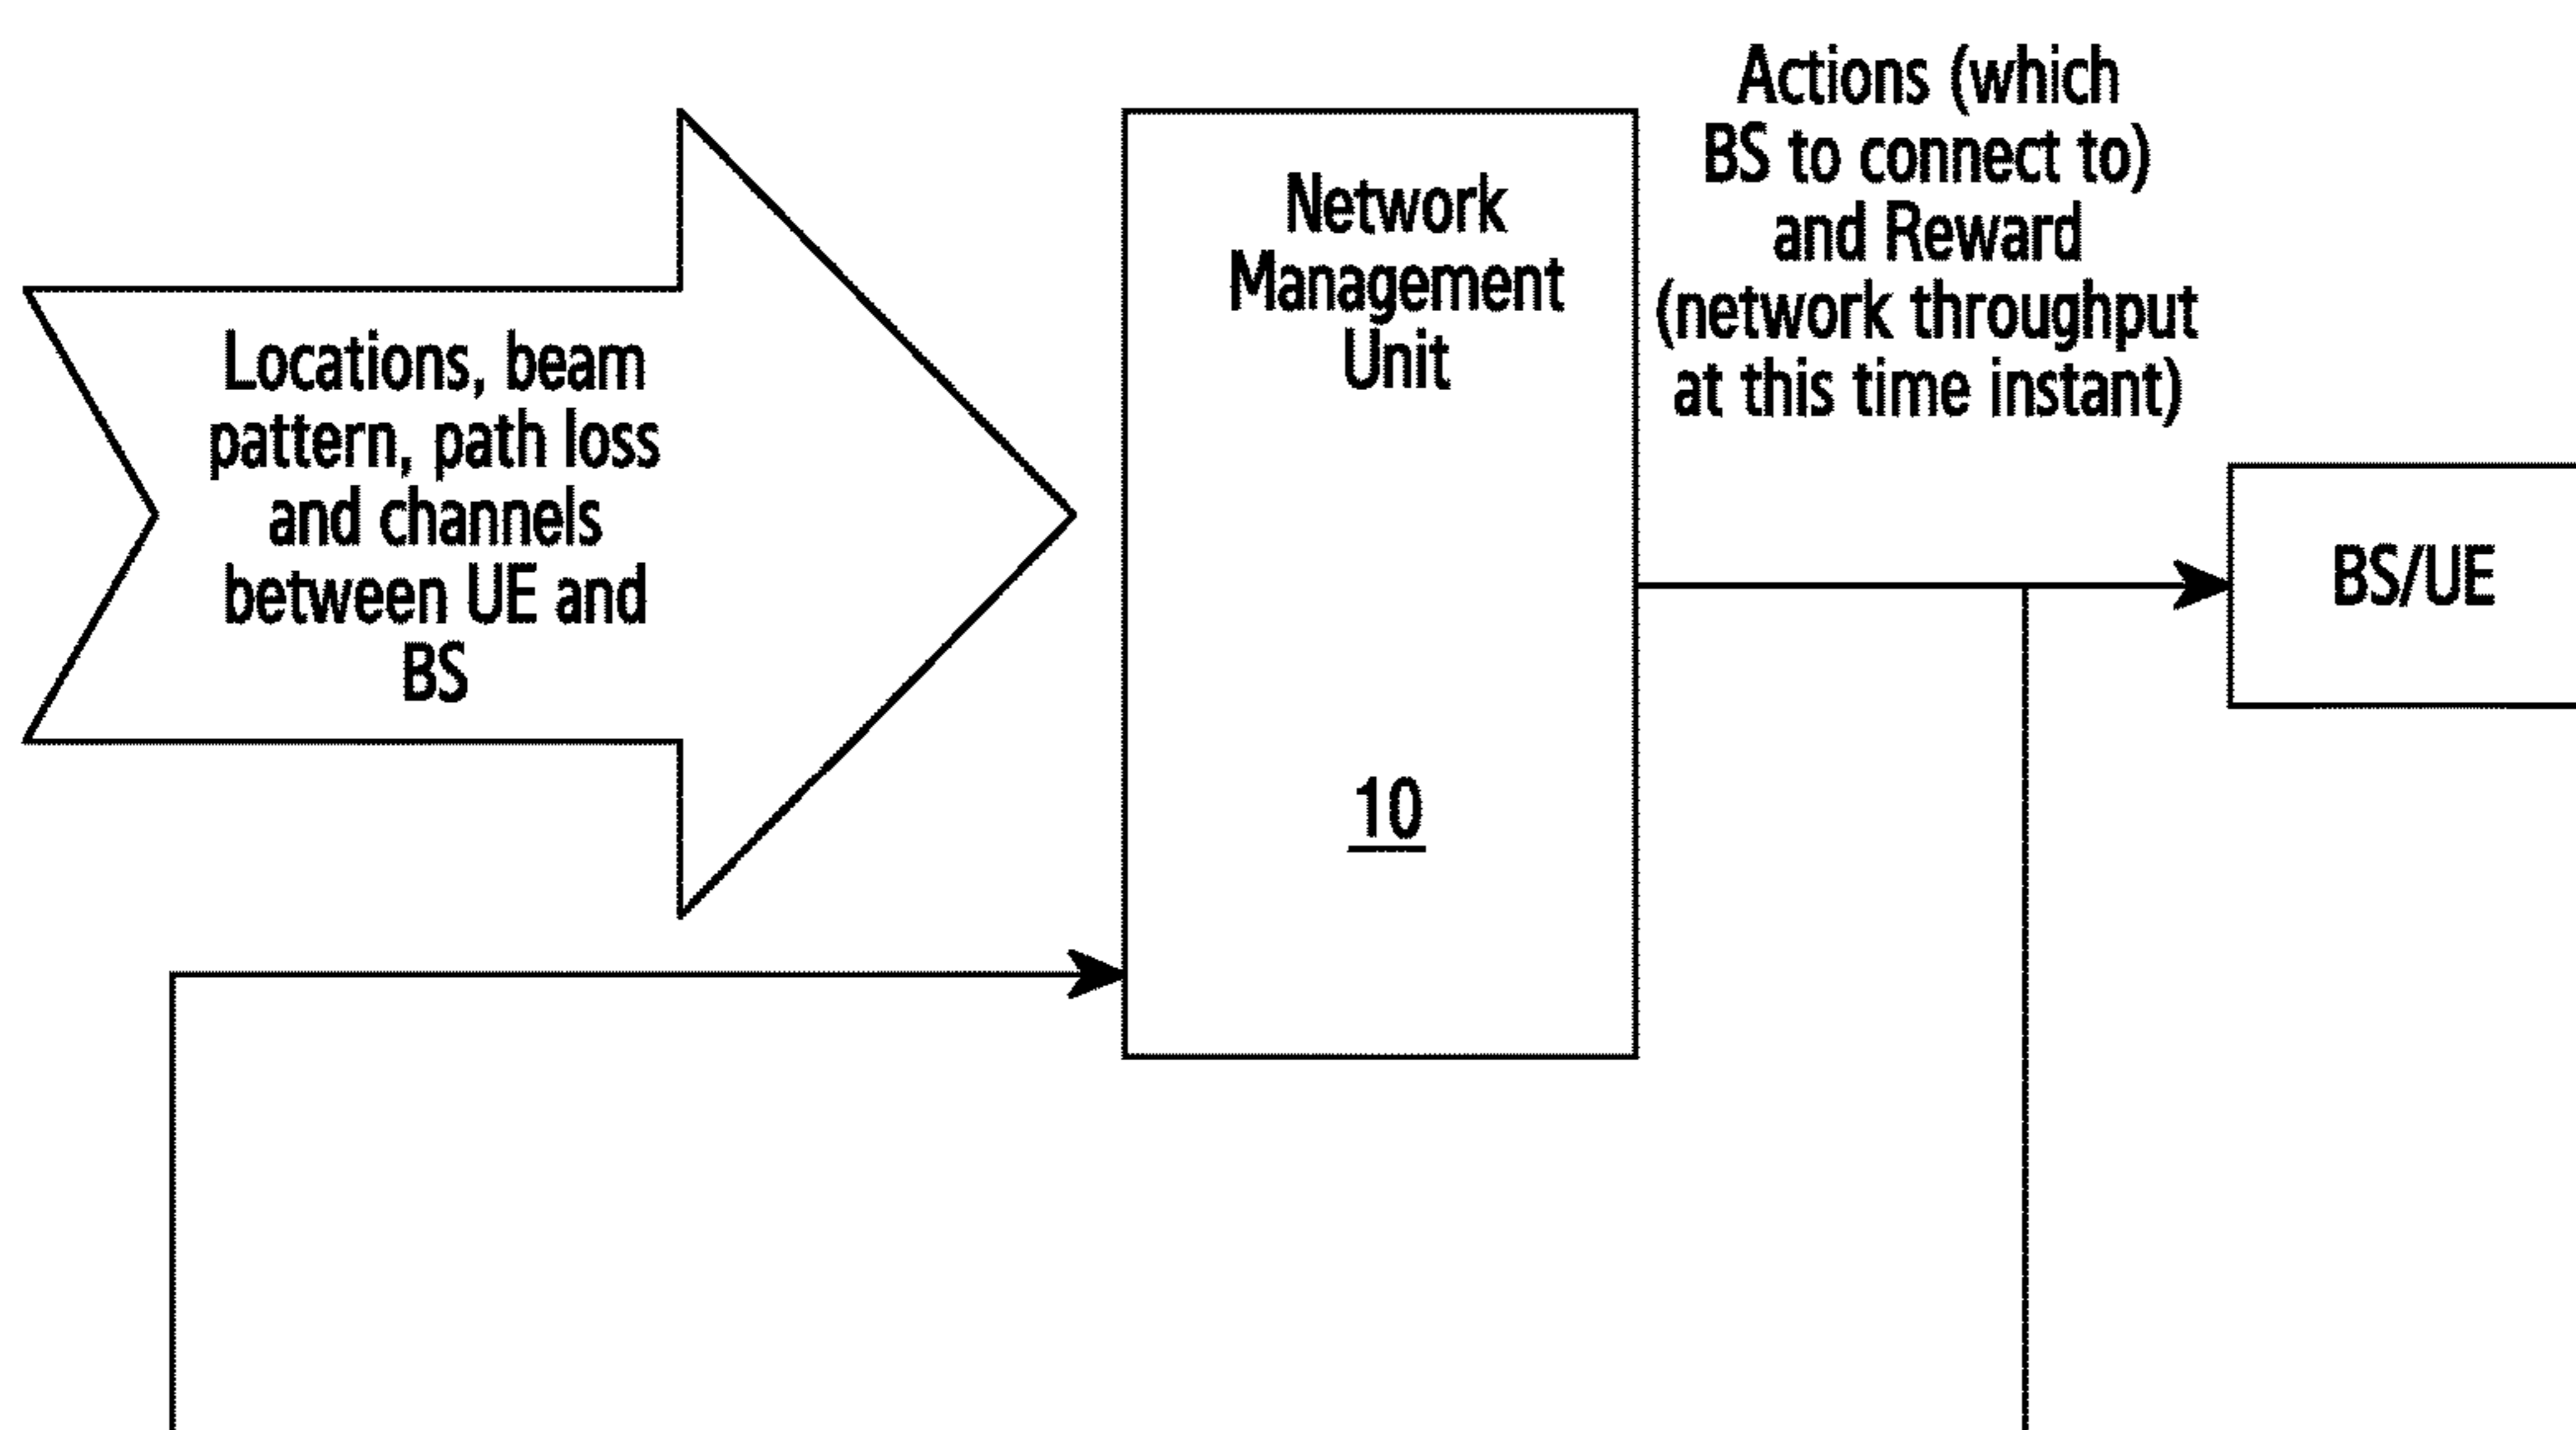 Locations, beam
pattern, path loss
and channels
between UE and
BS
Network
Management
Unit
10
Actions (which
BS to connect to)
and Reward
(network throughput
at this time instant)
BS/UE